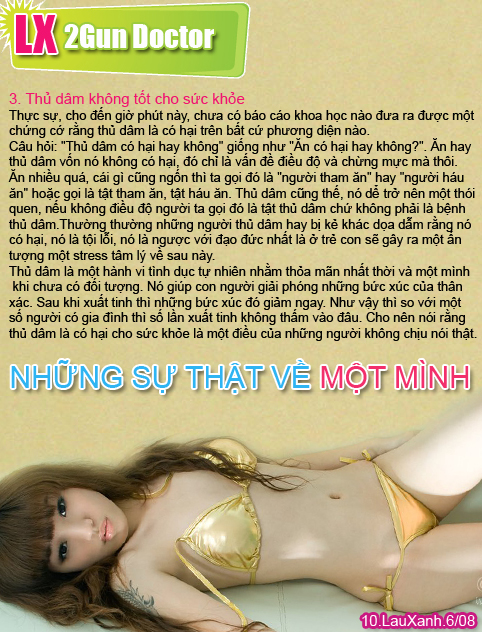 LX 2Gun Doctor
3. Thủ dâm không tốt cho sức khỏe
Thực sự, cho đến giờ phút này, chưa có báo cáo khoa học nào đưa ra được một
chứng cớ rằng thủ dâm là có hại trên bất cứ phương diện nào.
Câu hỏi: "Thủ dâm có hại hay không" giống như "Ăn có hại hay không?". Ăn hay
thủ dâm vốn nó không có hại, đó chỉ là vấn đề điều độ và chừng mực mà thôi.
Ăn nhiều quá, cái gì cũng ngốn thì ta gọi đó là "người tham ăn" hay "người háu
ăn" hoặc gọi là tật tham ăn, tật háu ăn. Thủ dâm cũng thế, nó dể trở nên một thói
quen, nếu không điều độ người ta gọi đó là tật thủ dâm chứ không phải là bệnh
thủ dâm.Thường thường những người thủ dâm hay bị kẻ khác dọa dẫm rằng nó
có hại, nó là tội lỗi, nó là ngược với đạo đức nhất là ở trẻ con sẽ gây ra một ấn
tượng một stress tâm lý về sau này.
Thủ dâm là một hành vi tình dục tự nhiên nhằm thỏa mãn nhất thời và một mình
khi chưa có đối tượng. Nó giúp con người giải phóng những bức xúc của thân
xác. Sau khi xuất tinh thì những bức xúc đó giảm ngay. Như vậy thì so với một
số người có gia đình thì số lần xuất tinh không thấm vào đâu. Cho nên nói rằng
thủ dâm là có hại cho sức khỏe là một điều của những người không chịu nói thật.
NHỮNG SỰ THẬT VỀ MỘT MÌNH
10.LauXanh.6/08